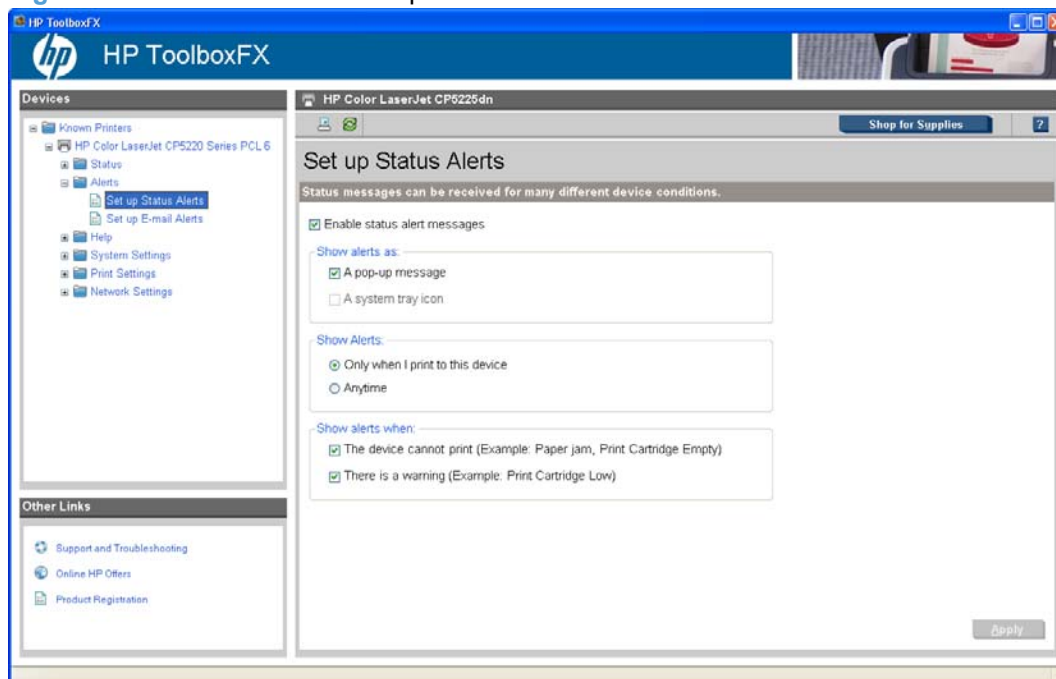 HP ToolboxFX
hp HP ToolboxFX
Devices
Known Printers
HP Color LaserJet CP5220 Series PCL 6
Status
Alerts
Set up Status Alerts
Set up E-mail Alerts
Help
System Settings
Print Settings
Network Settings
Other Links
Support and Troubleshooting
Online HP Offers
Product Registration
HP Color LaserJet CP5225dn
Shop for Supplies ?
Set up Status Alerts
Status messages can be received for many different device conditions.
Enable status alert messages
Show alerts as:
A pop-up message
A system tray icon
Show Alerts:
Only when I print to this device
Anytime
Show alerts when:
The device cannot print (Example: Paper jam, Print Cartridge Empty)
There is a warning (Example: Print Cartridge Low)
Apply